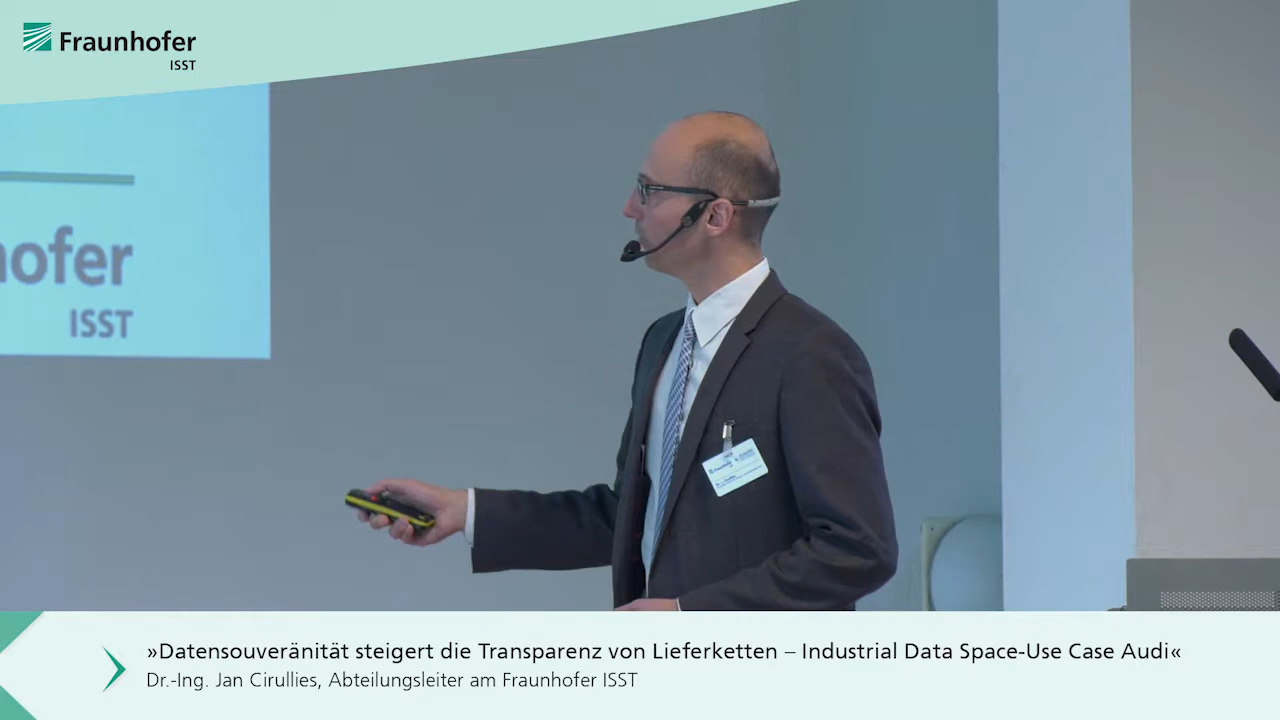 Fraunhofer
ISST
hofer
ISST
Fraunhofer
»Datensouveränität steigert die Transparenz von Lieferketten – Industrial Data Space-Use Case Audi«
Dr.-Ing. Jan Cirullies, Abteilungsleiter am Fraunhofer ISST